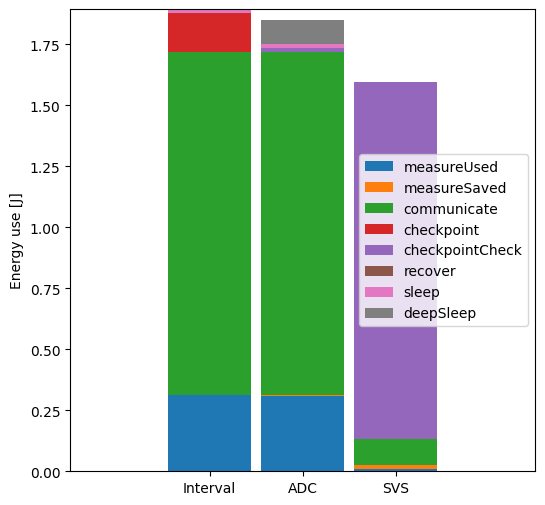 Energy use [J]
1.75
1.50
1.25
1.00
0.75
0.50
0.25
0.00
Interval
ADC
SVS
measureUsed
measureSaved
communicate
checkpoint
checkpointCheck
recover
sleep
deepSleep